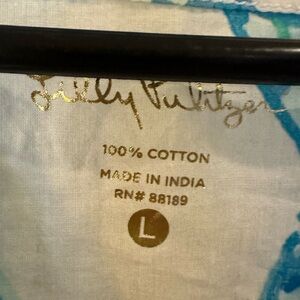 Lilly Pulitzer
100% COTTON
MADE IN INDIA
RN# 88189
L